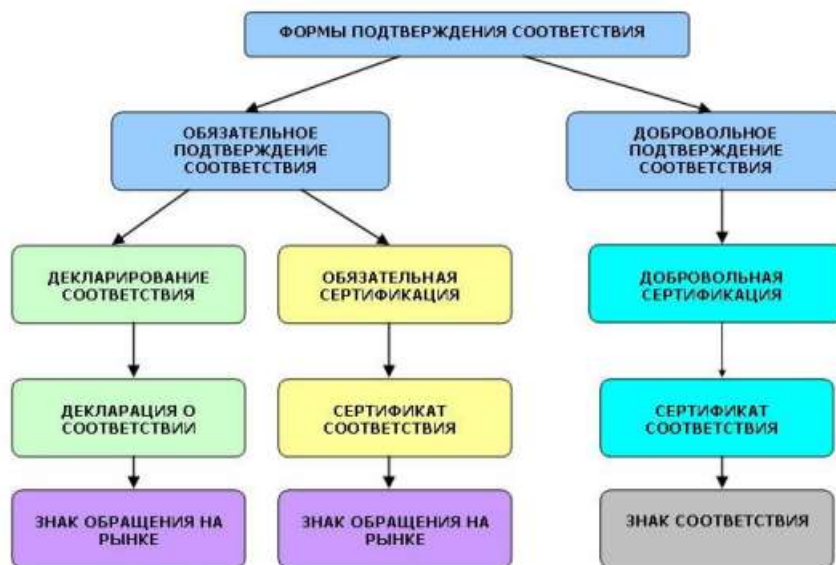 ФОРМЫ ПОДТВЕРЖДЕНИЯ СООТВЕТСТВИЯ
ОБЯЗАТЕЛЬНОЕ
ПОДТВЕРЖДЕНИЕ
СООТВЕТСТВИЯ
ДОБРОВОЛЬНОЕ
ПОДТВЕРЖДЕНИЕ
СООТВЕТСТВИЯ
ДЕКЛАРИРОВАНИЕ
СООТВЕТСТВИЯ
ОБЯЗАТЕЛЬНАЯ
СЕРТИФИКАЦИЯ
ДОБРОВОЛЬНАЯ
СЕРТИФИКАЦИЯ
ДЕКЛАРАЦИЯ О
СООТВЕТСТВИИ
СЕРТИФИКАТ
СООТВЕТСТВИЯ
СЕРТИФИКАТ
СООТВЕТСТВИЯ
ЗНАК ОБРАЩЕНИЯ НА
РЫНКЕ
ЗНАК ОБРАЩЕНИЯ НА
РЫНКЕ
ЗНАК СООТВЕТСТВИЯ